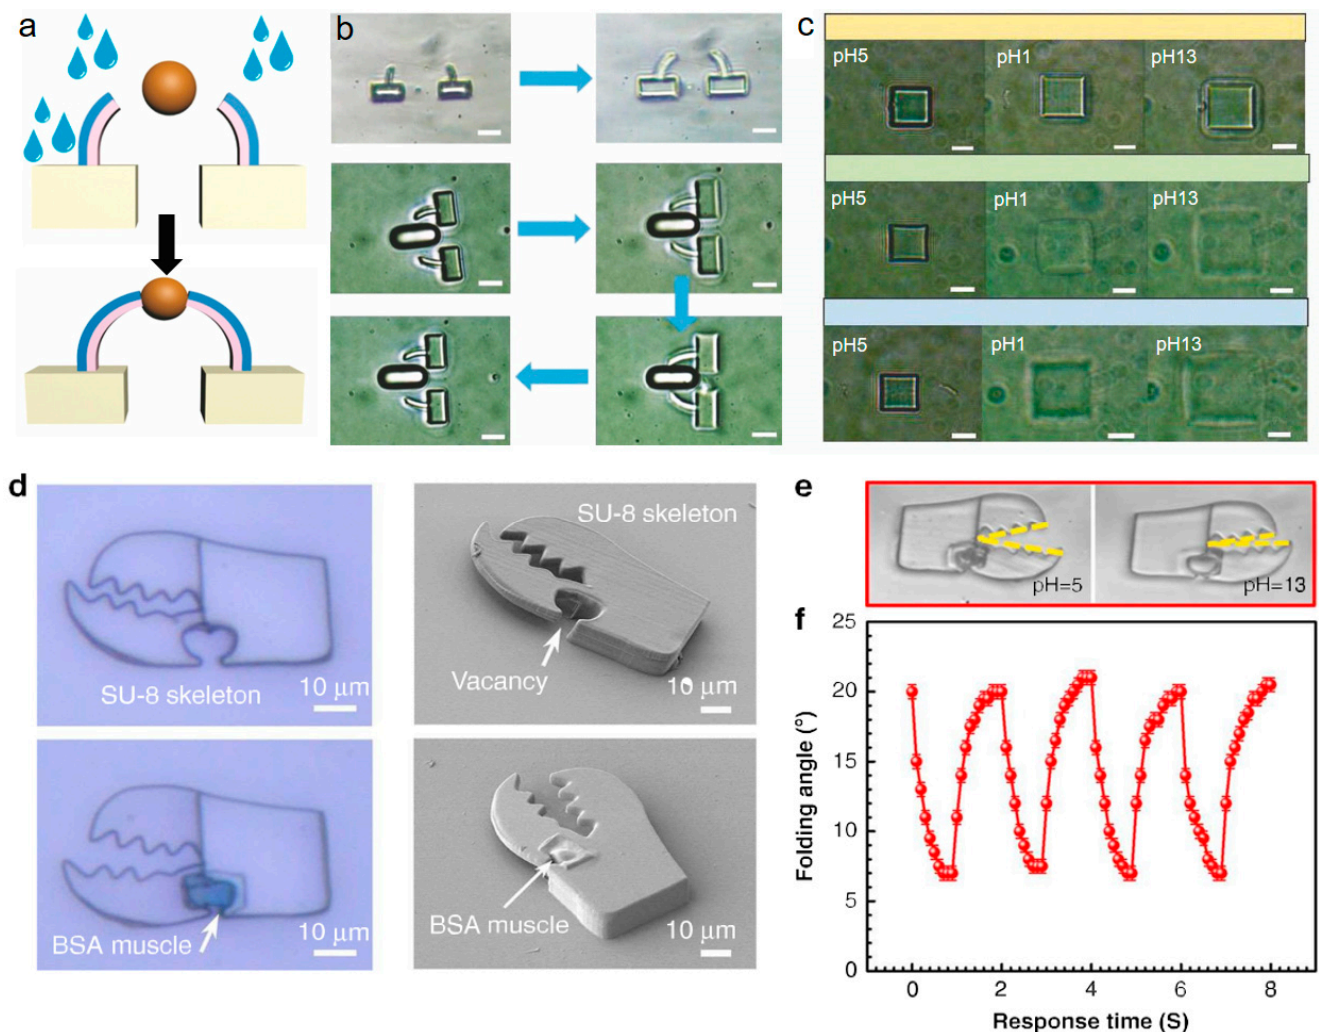 a
b
c
pH5
pH1
pH13
pH5
pH1
pH13
pH5
pH1
pH13
d
SU-8 skeleton
10 μm
SU-8 skeleton
Vacancy
10 μm
BSA muscle
10 μm
BSA muscle
10 μm
e
pH=5
pH=13
f
25
20
15
10
5
0
Folding angle (°)
0
2
4
6
8
Response time (S)